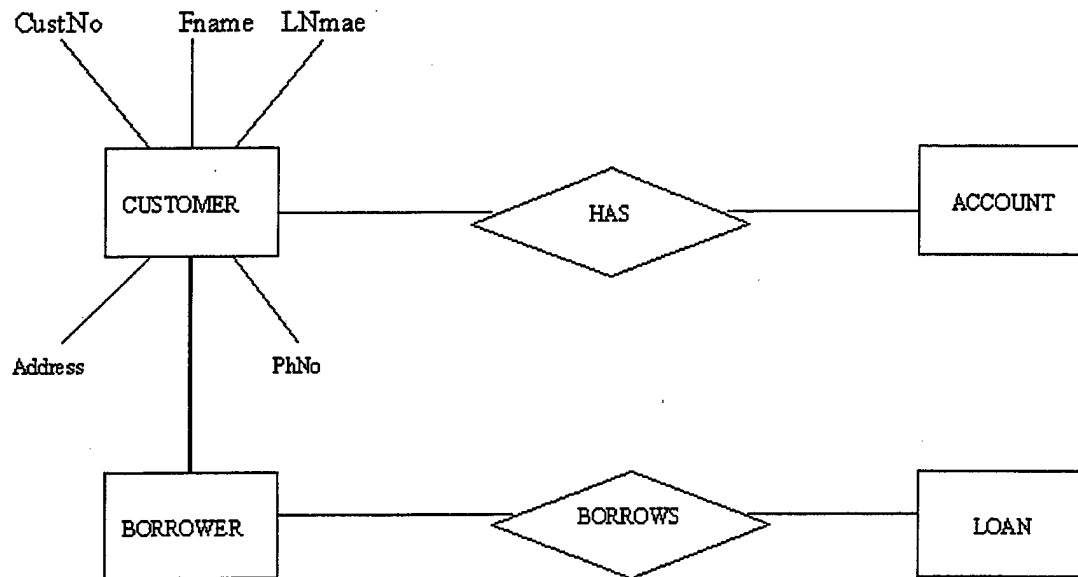 CustNo Fname LNmae
CUSTOMER HAS ACCOUNT
Address PhNo
BORROWER BORROWS LOAN